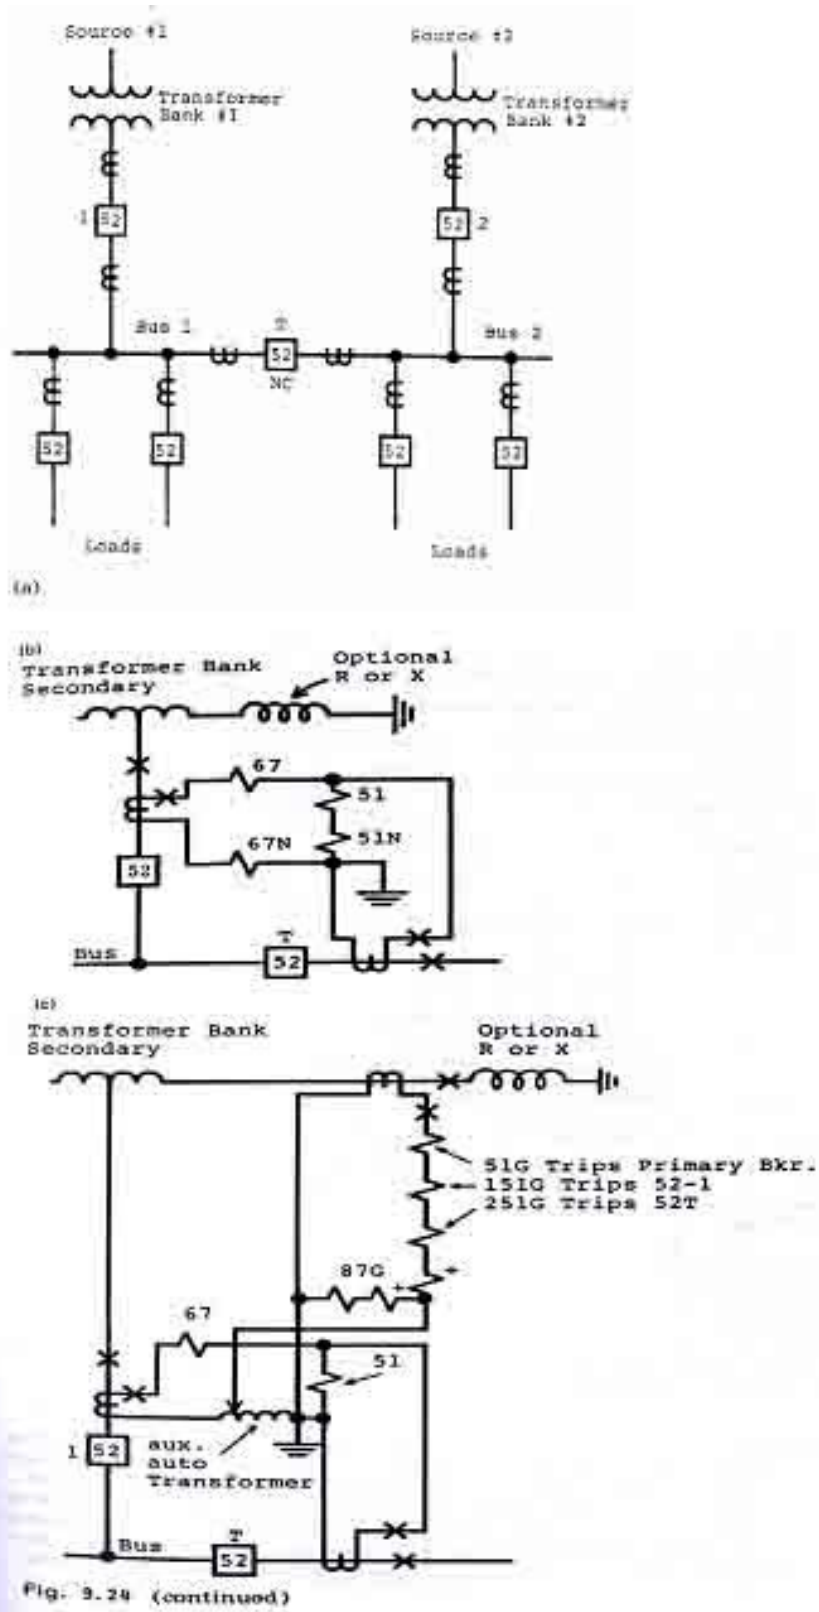 Source #1
Source #2
Transformer
Bank #1
Transformer
Bank #2
1
52
52
2
Bus 1
T
Bus 2
52
NC
52
52
52
52
Loads
Loads
(a)
(b)
Transformer Bank
Secondary
Optional
R or X
67
51
67N
51N
52
T
Bus
52
(c)
Transformer Bank
Secondary
Optional
R or X
51G Trips Primary Bkr.
151G Trips 52-1
251G Trips 52T
87G
+
+
67
51
1
52
aux.
auto
Transformer
Bus
T
52
Fig. 9.24 (continued)